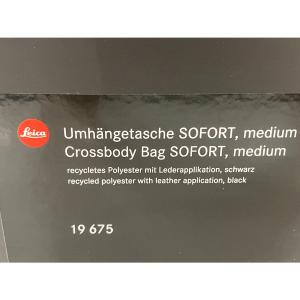 Leica
Umhängetasche SOFORT, medium
Crossbody Bag SOFORT, medium
recycletes Polyester mit Lederapplikation, schwarz
recycled polyester with leather application, black
19 675